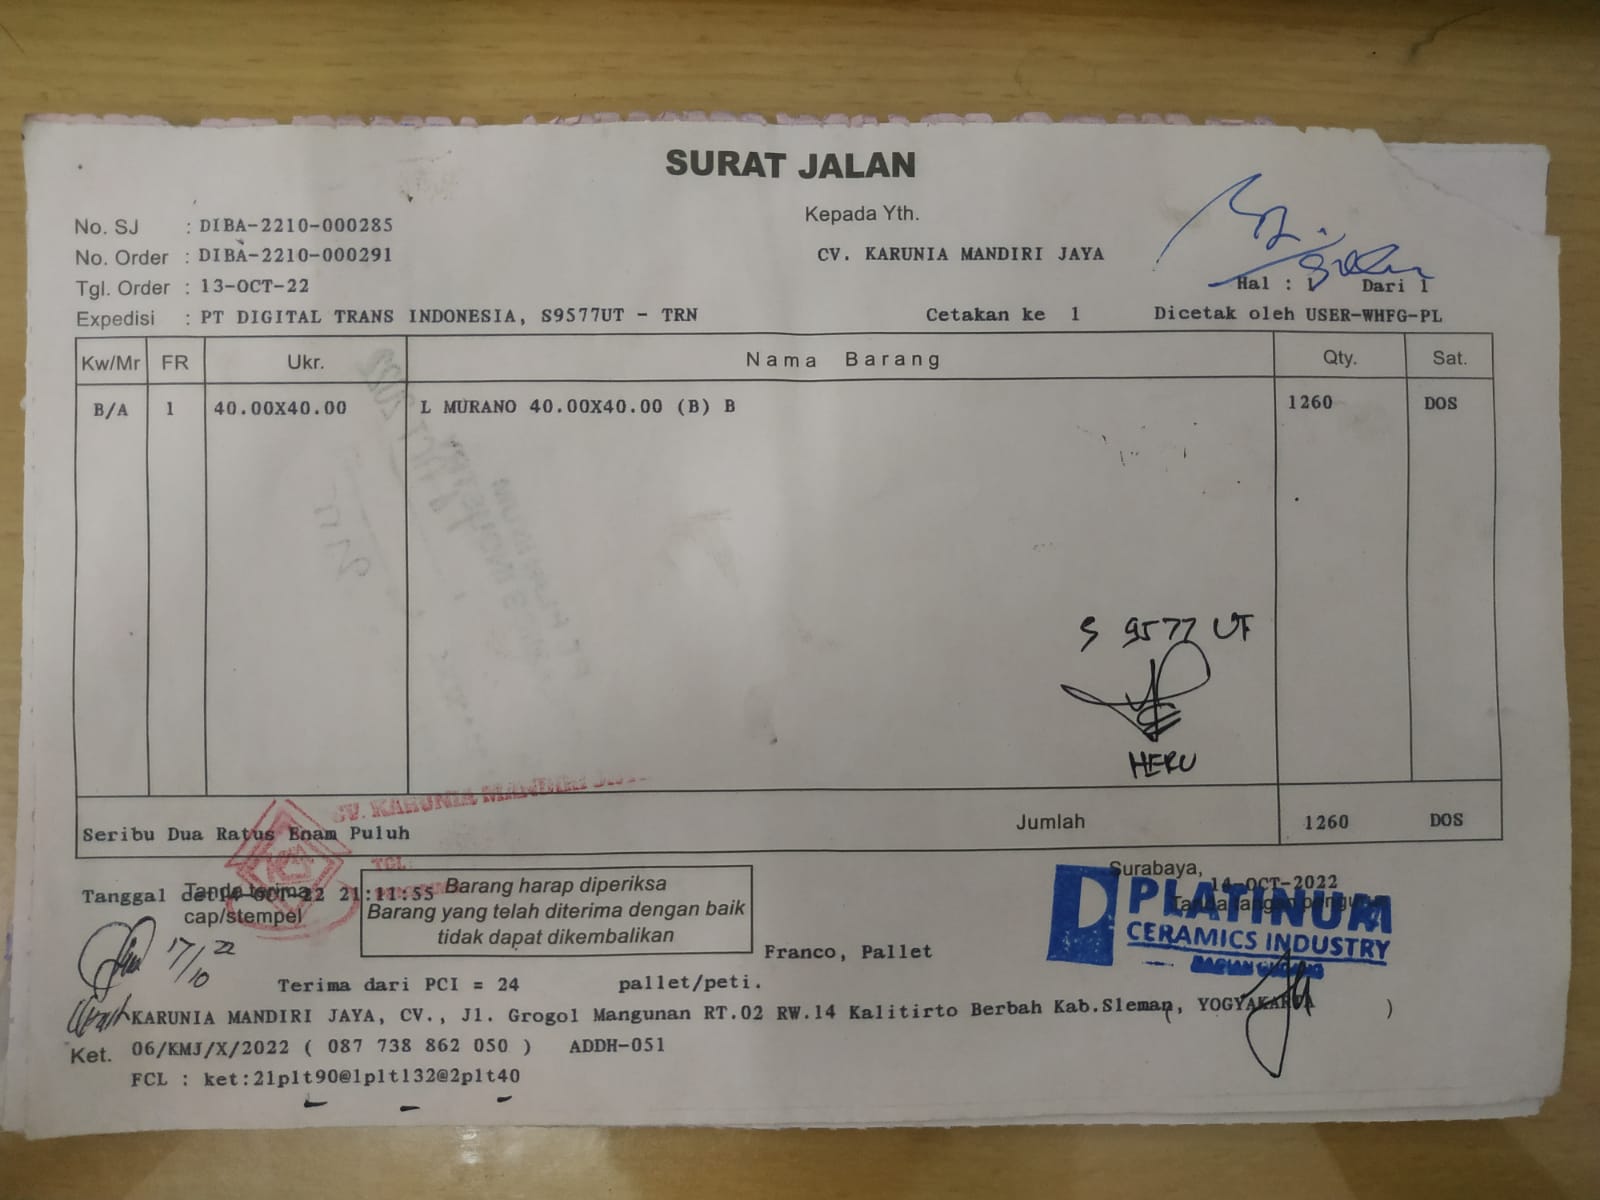 SURAT JALAN
No. SJ : DIBA-2210-000285
No. Order : DIBA-2210-000291
Tgl. Order : 13-OCT-22
Expedisi : PT DIGITAL TRANS INDONESIA, S9577UT - TRN
Kepada Yth.
CV. KARUNIA MANDIRI JAYA
Hal : 1 Dari 1
Cetakan ke 1 Dicetak oleh USER-WHFG-PL
Kw/Mr FR Ukr. Nama Barang Qty. Sat.
B/A 1 40.00X40.00 L MURANO 40.00X40.00 (B) B 1260 DOS
S 9577 UT
HERU
CV. KARUNIA MANDIRI JAYA
Seribu Dua Ratus Enam Puluh Jumlah 1260 DOS
TGL
Tanggal cet 14-OCT-22 21:11:55
Tanda terima
cap/stempel
17/10 22
Barang harap diperiksa
Barang yang telah diterima dengan baik
tidak dapat dikembalikan
Surabaya, 14-OCT-2022
Tanda tangan
PLATINUM
CERAMICS INDUSTRY
BAGIAN GUDANG
Franco, Pallet
Terima dari PCI = 24 pallet/peti.
KARUNIA MANDIRI JAYA, CV., Jl. Grogol Mangunan RT.02 RW.14 Kalitirto Berbah Kab.Sleman, YOGYAKARTA
( )
Ket. 06/KMJ/X/2022 ( 087 738 862 050 ) ADDH-051
FCL : ket:21plt90@1plt132@2plt40